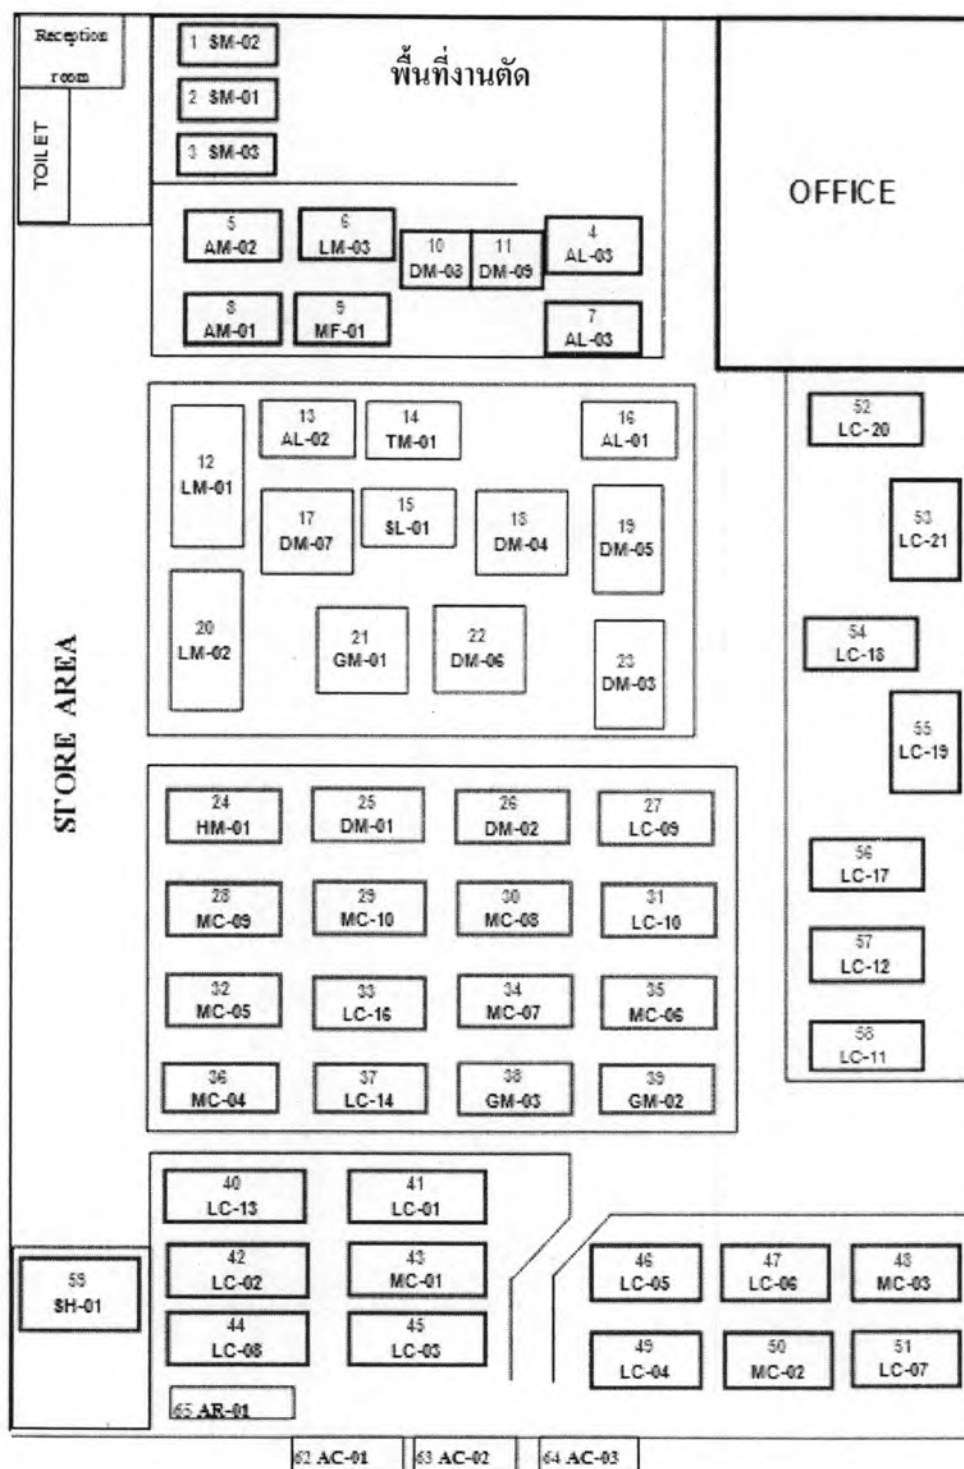 Reception
room
TOILET
1 SM-02
2 SM-01
3 SM-03
พื้นที่งานตัด
OFFICE
5
AM-02
6
LM-03
10
DM-08
11
DM-09
4
AL-03
8
AM-01
9
MF-01
7
AL-03
STORE AREA
12
LM-01
13
AL-02
14
TM-01
16
AL-01
17
DM-07
15
SL-01
18
DM-04
19
DM-05
20
LM-02
21
GM-01
22
DM-06
23
DM-03
52
LC-20
53
LC-21
54
LC-18
55
LC-19
56
LC-17
57
LC-12
58
LC-11
24
HM-01
25
DM-01
26
DM-02
27
LC-09
28
MC-09
29
MC-10
30
MC-08
31
LC-10
32
MC-05
33
LC-16
34
MC-07
35
MC-06
36
MC-04
37
LC-14
38
GM-03
39
GM-02
40
LC-13
41
LC-01
42
LC-02
43
MC-01
44
LC-08
45
LC-03
46
LC-05
47
LC-06
48
MC-03
49
LC-04
50
MC-02
51
LC-07
59
SH-01
65 AR-01
62 AC-01
63 AC-02
64 AC-03